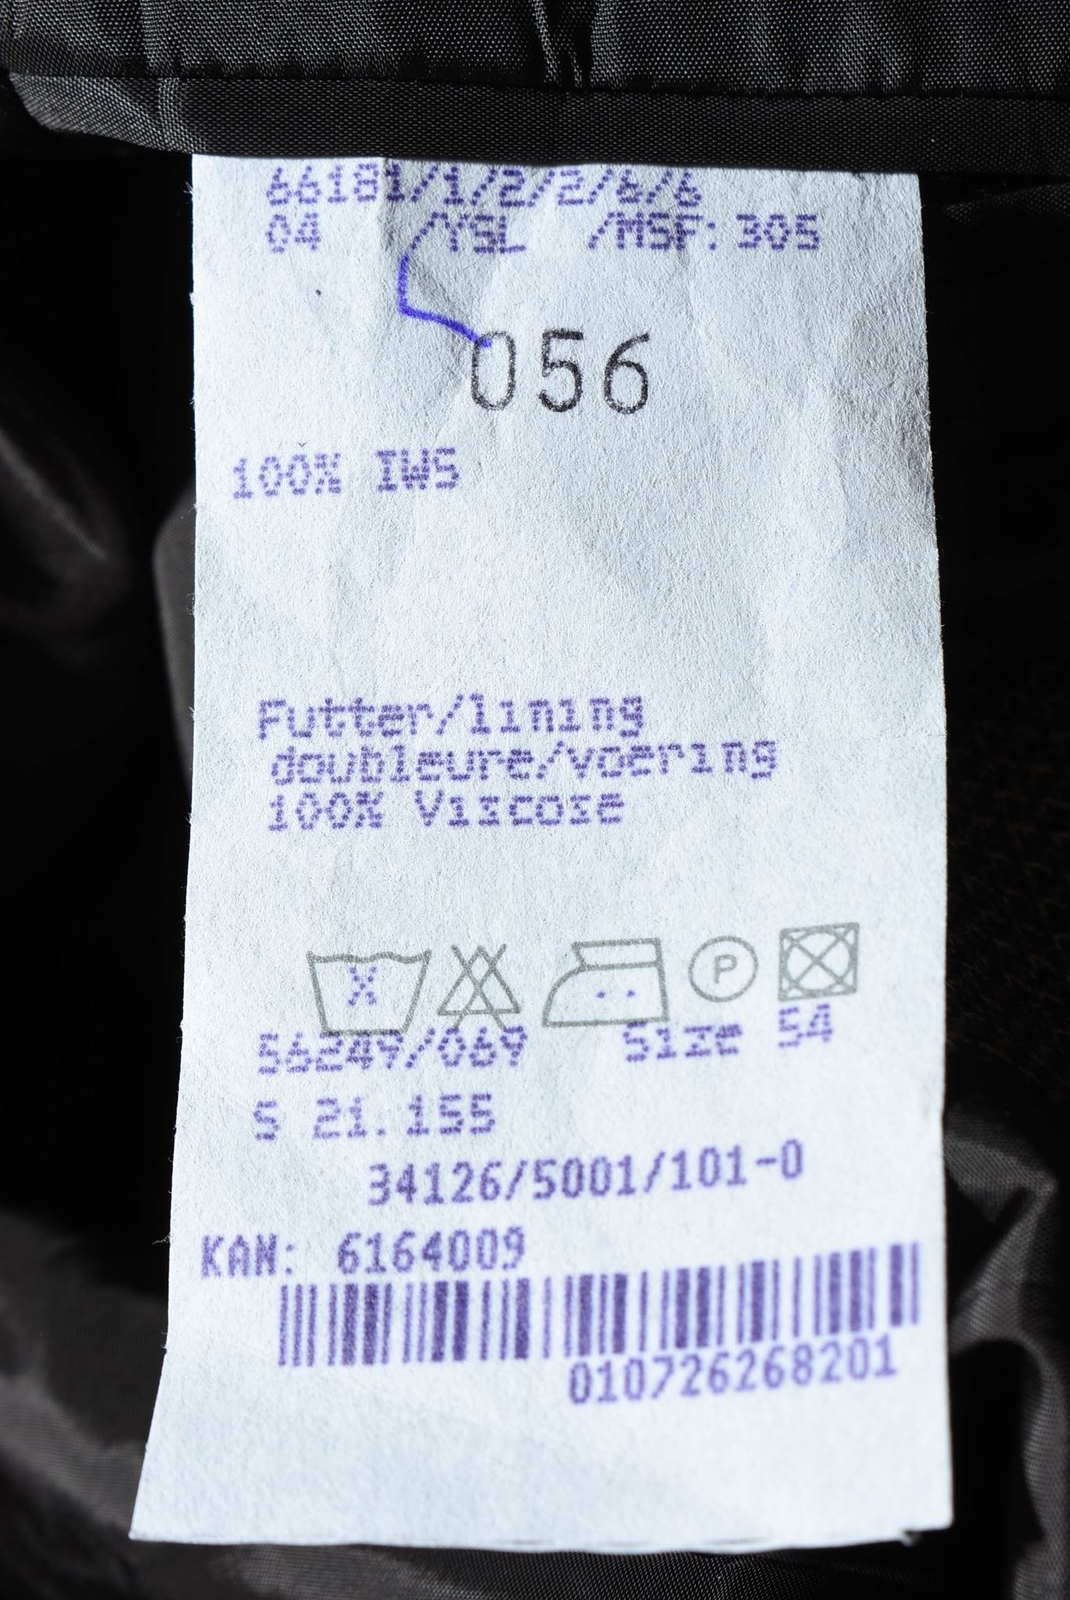 66181/1/2/2/6/6
04 /YSL /MSF: 305
056
100% IWS
Futter/lining
doubleure/voering
100% Viscose
X
P
56249/069 Size 54
S 21.155
34126/5001/101-0
KAN: 6164009
010726268201